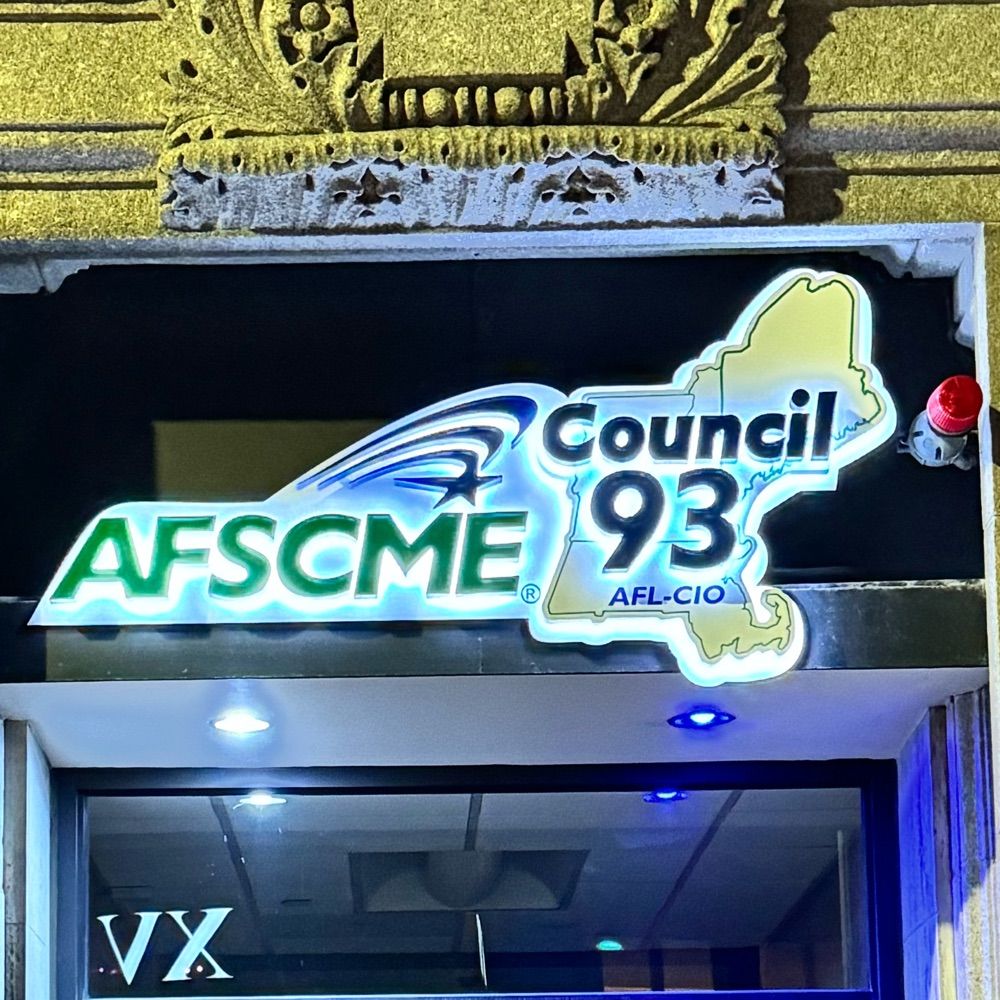 Council
93
AFSCME®
AFL-CIO
VX